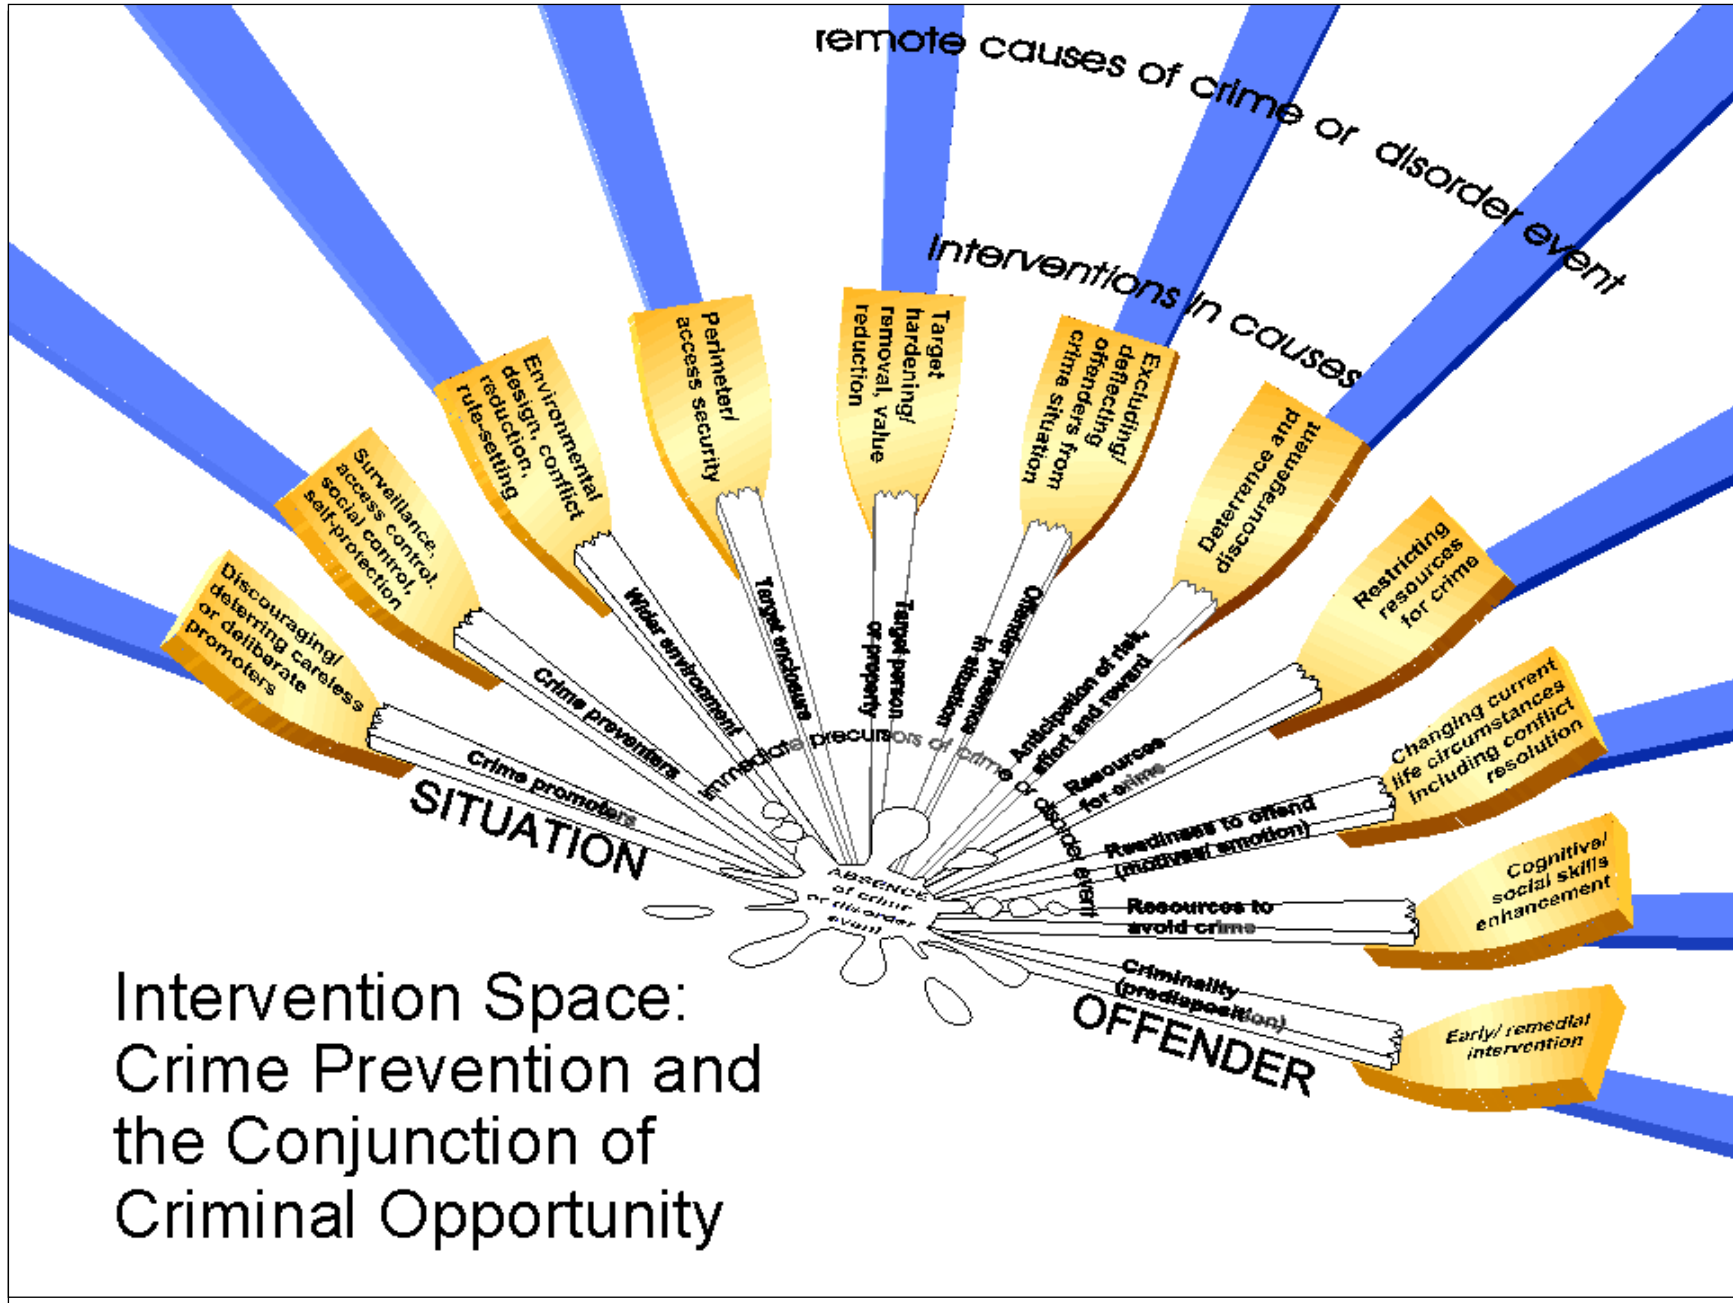 remote causes of crime or disorder event
Interventions in causes
Discouraging/
deterring careless
or deliberate
promoters
Surveillance,
access control,
social control,
self-protection
Environmental
design, conflict
reduction,
rule-setting
Perimeter/
access security
Target
hardening/
removal, value
reduction
Excluding/
deflecting
offenders from
crime situation
Deterrence and
discouragement
Restricting
resources
for crime
Changing current
life circumstances
Including conflict
resolution
Cognitive/
social skills
enhancement
Early/ remedial
intervention
Crime promoters
Crime preventers
Wider environment
Target enclosure
Target person
or property
Offender presence
in situation
Anticipation of risk,
effort and reward
Resources
for crime
Readiness to offend
(motives/ emotion)
Resources to
avoid crime
Criminality
(predisposition)
Immediate precursors of crime or disorder event
ABSENCE
of crime
or disorder
event
SITUATION
OFFENDER
Intervention Space:
Crime Prevention and
the Conjunction of
Criminal Opportunity